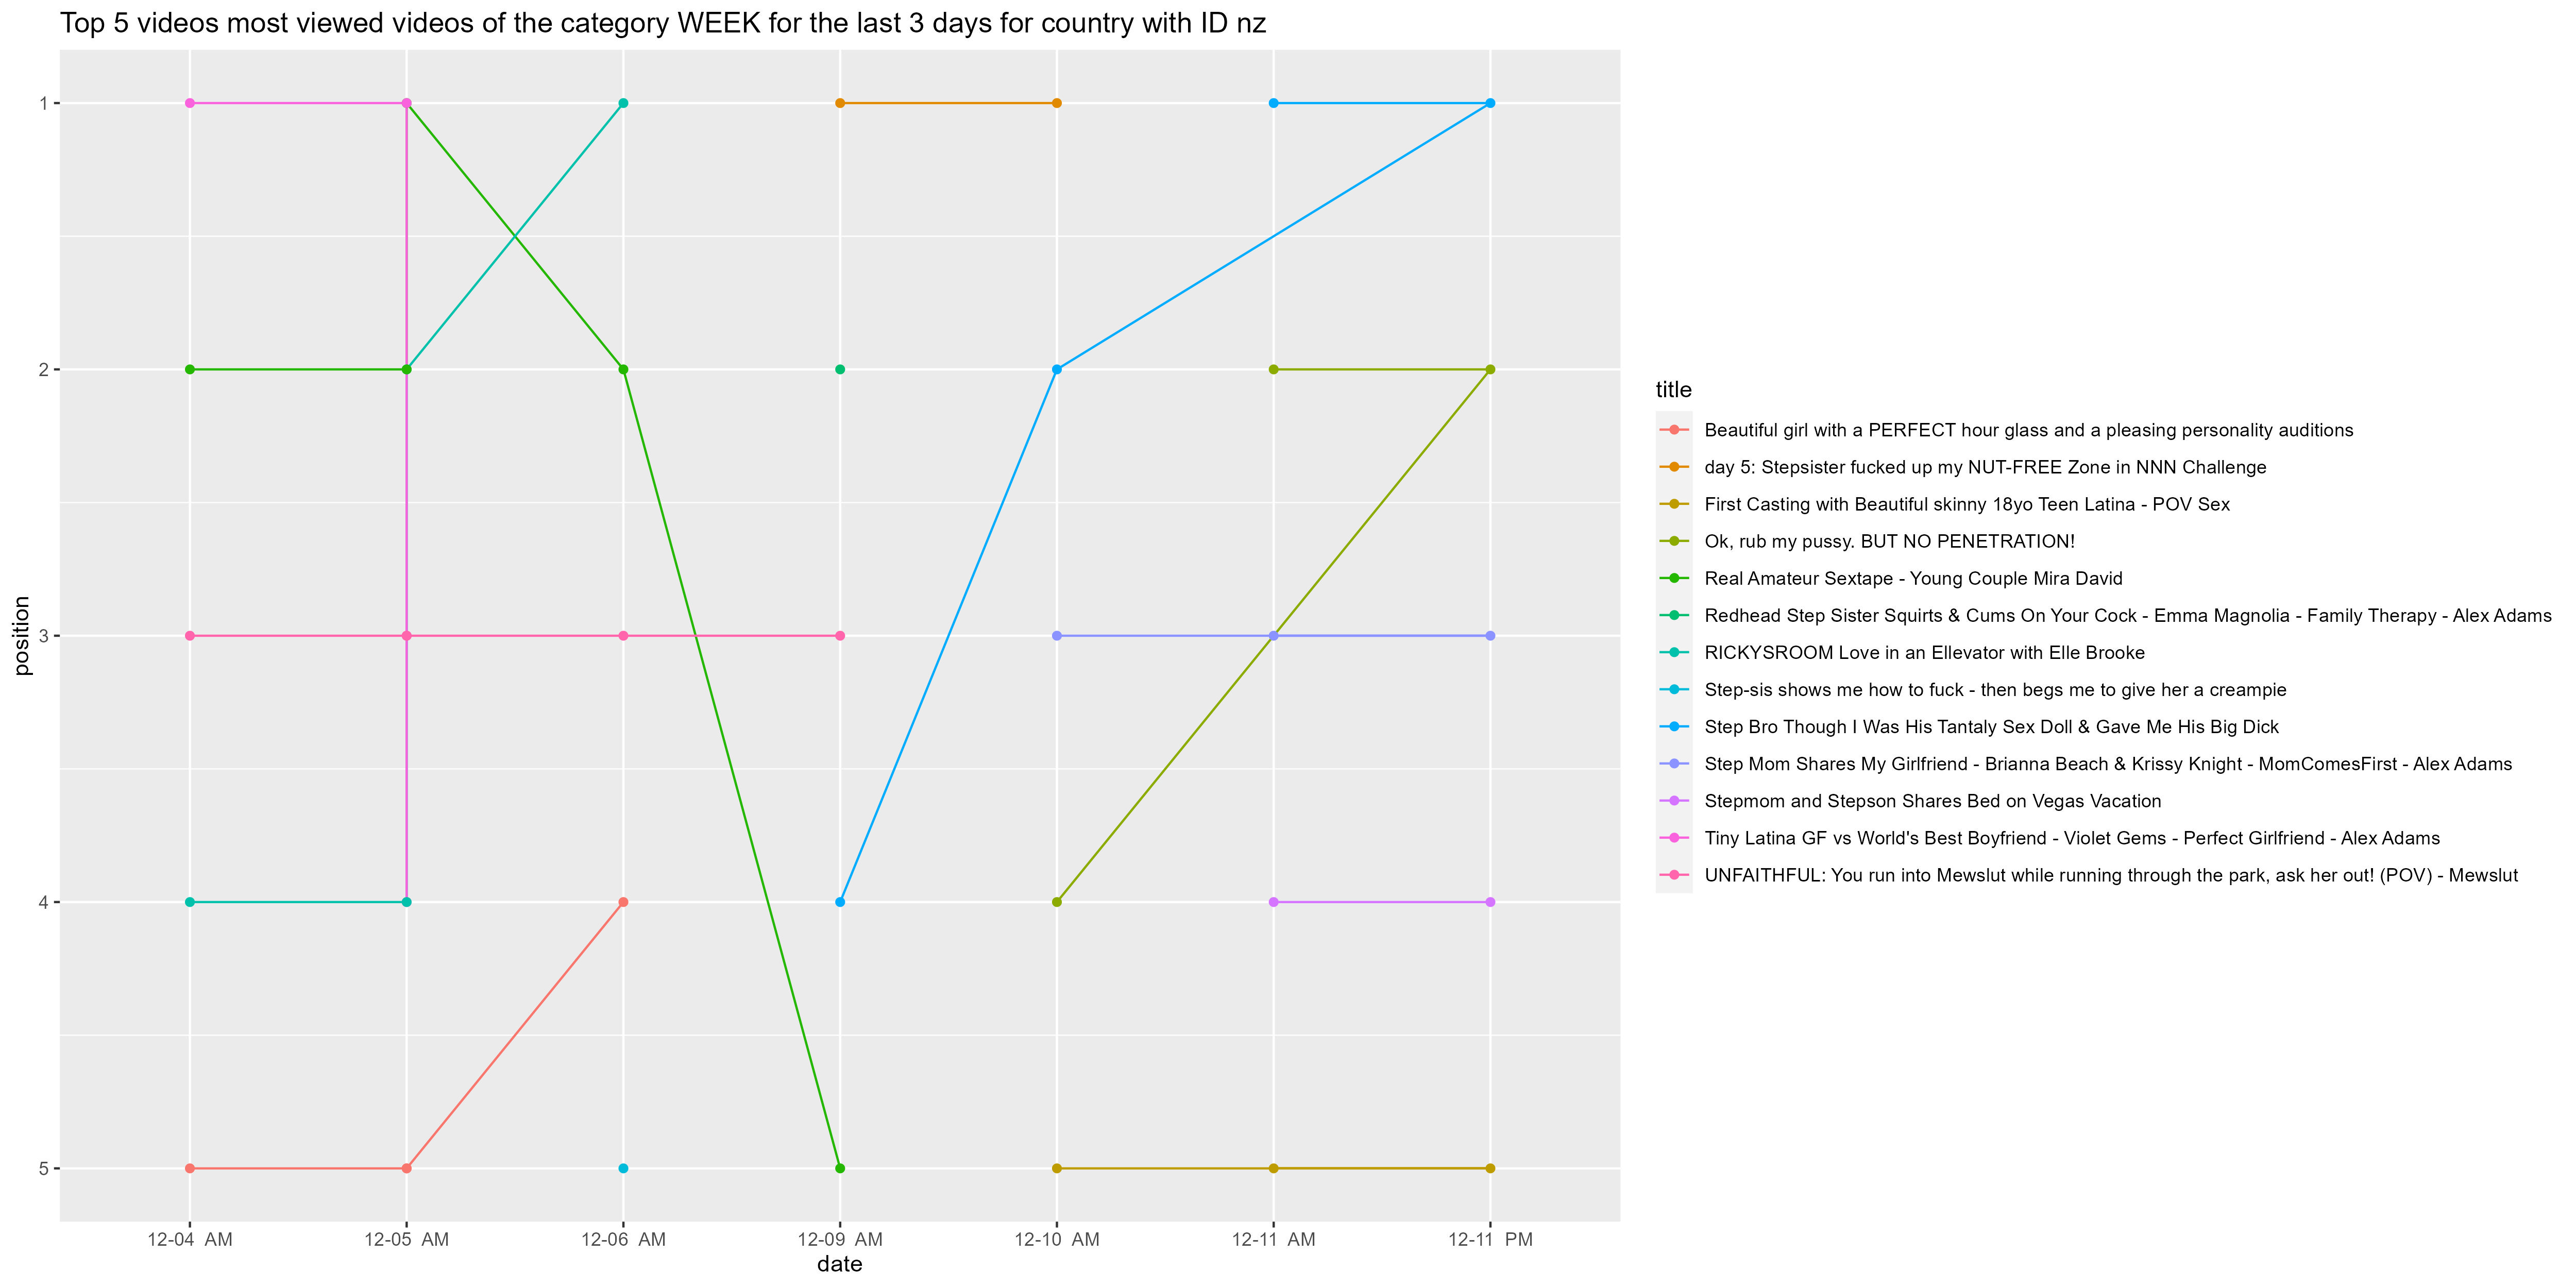 Top 5 videos most viewed videos of the category WEEK for the last 3 days for country with ID nz
position
1
2
3
4
5
12-04 AM
12-05 AM
12-06 AM
12-09 AM
12-10 AM
12-11 AM
12-11 PM
date
title
Beautiful girl with a PERFECT hour glass and a pleasing personality auditions
day 5: Stepsister fucked up my NUT-FREE Zone in NNN Challenge
First Casting with Beautiful skinny 18yo Teen Latina - POV Sex
Ok, rub my pussy. BUT NO PENETRATION!
Real Amateur Sextape - Young Couple Mira David
Redhead Step Sister Squirts & Cums On Your Cock - Emma Magnolia - Family Therapy - Alex Adams
RICKYSROOM Love in an Ellevator with Elle Brooke
Step-sis shows me how to fuck - then begs me to give her a creampie
Step Bro Though I Was His Tantaly Sex Doll & Gave Me His Big Dick
Step Mom Shares My Girlfriend - Brianna Beach & Krissy Knight - MomComesFirst - Alex Adams
Stepmom and Stepson Shares Bed on Vegas Vacation
Tiny Latina GF vs World's Best Boyfriend - Violet Gems - Perfect Girlfriend - Alex Adams
UNFAITHFUL: You run into Mewslut while running through the park, ask her out! (POV) - Mewslut